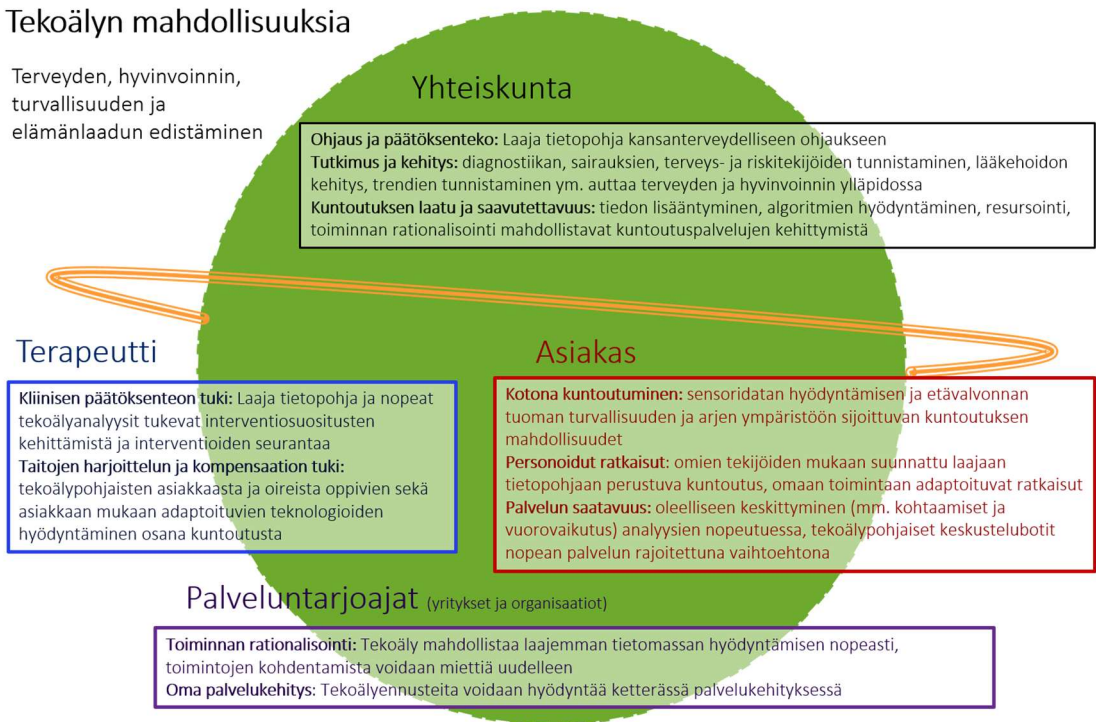 Tekoälyn mahdollisuuksia
Terveyden, hyvinvoinnin,
turvallisuuden ja
elämänlaadun edistäminen
Yhteiskunta
Ohjaus ja päätöksenteko: Laaja tietopohja kansanterveydelliseen ohjaukseen
Tutkimus ja kehitys: diagnostiikan, sairauksien, terveys- ja riskitekijöiden tunnistaminen, lääkehoidon
kehitys, trendien tunnistaminen ym. auttaa terveyden ja hyvinvoinnin ylläpidossa
Kuntoutuksen laatu ja saavutettavuus: tiedon lisääntyminen, algoritmien hyödyntäminen, resursointi,
toiminnan rationalisointi mahdollistavat kuntoutuspalvelujen kehittymistä
Terapeutti
Kliinisen päätöksenteon tuki: Laaja tietopohja ja nopeat
tekoälyanalyysit tukevat interventiosuositusten
kehittämistä ja interventioiden seurantaa
Taitojen harjoittelun ja kompensaation tuki:
tekoälypohjaisten asiakkaasta ja oireista oppivien sekä
asiakkaan mukaan adaptoituvien teknologioiden
hyödyntäminen osana kuntoutusta
Asiakas
Kotona kuntoutuminen: sensoridatan hyödyntämisen ja etävalvonnan
tuoman turvallisuuden ja arjen ympäristöön sijoittuvan kuntoutuksen
mahdollisuudet
Personoidut ratkaisut: omien tekijöiden mukaan suunnattu laajaan
tietopohjaan perustuva kuntoutus, omaan toimintaan adaptoituvat ratkaisut
Palvelun saatavuus: oleelliseen keskittyminen (mm. kohtaamiset ja
vuorovaikutus) analyysien nopeutuessa, tekoälypohjaiset keskustelubotit
nopean palvelun rajoitettuna vaihtoehtona
Palveluntarjoajat (yritykset ja organisaatiot)
Toiminnan rationalisointi: Tekoäly mahdollistaa laajemman tietomassan hyödyntämisen nopeasti,
toimintojen kohdentamista voidaan miettiä uudelleen
Oma palvelukehitys: Tekoälyennusteita voidaan hyödyntää ketterässä palvelukehityksessä